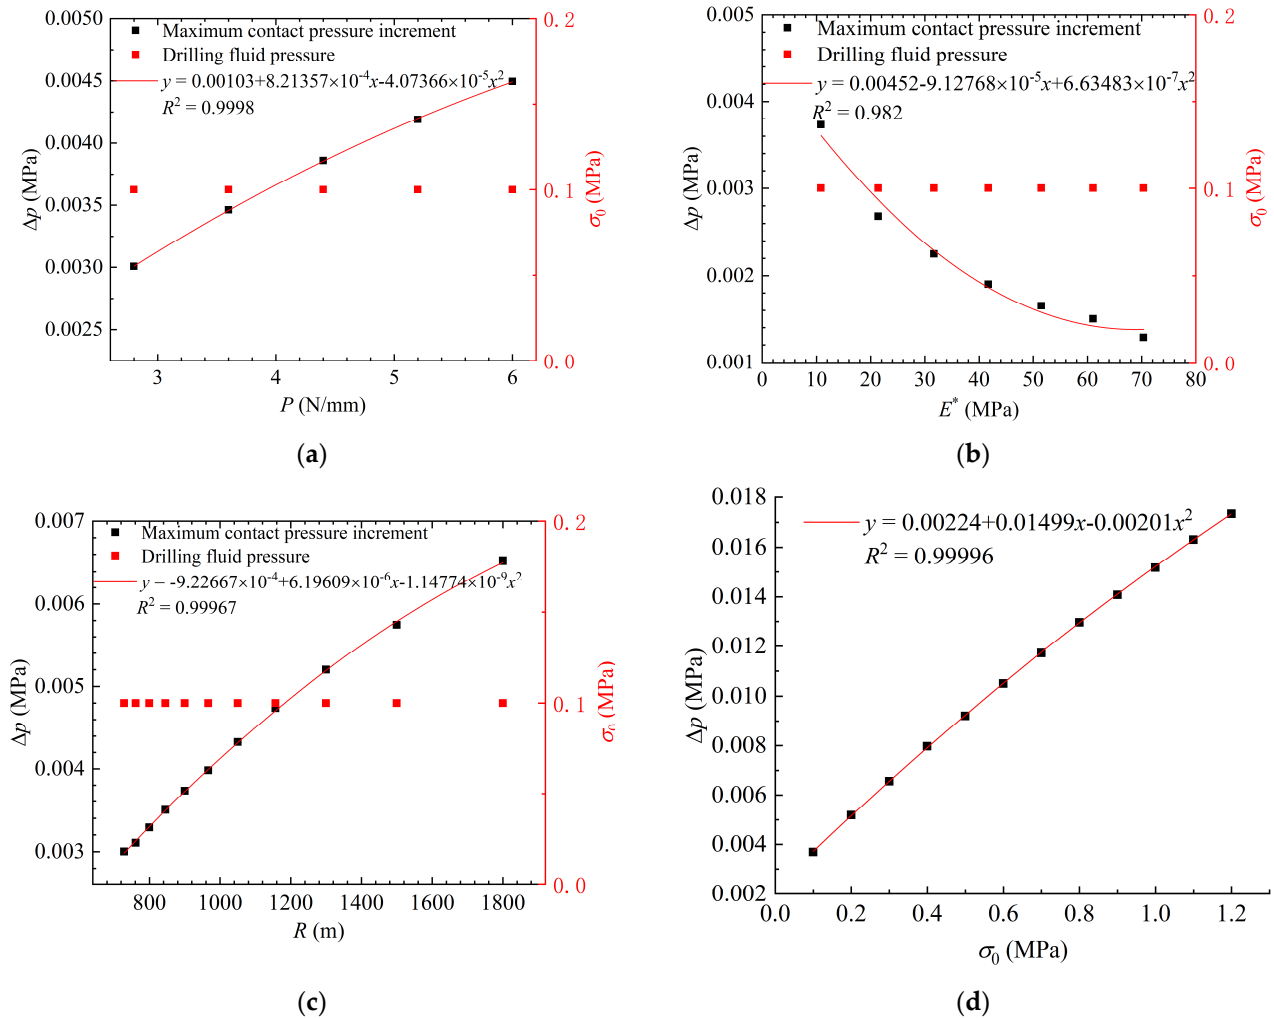 0.0050
0.0045
0.0040
0.0035
0.0030
0.0025
Δp (MPa)
Maximum contact pressure increment
Drilling fluid pressure
y = 0.00103+8.21357×10-4x-4.07366×10-5x2
R2 = 0.9998
0.2
0.1
0.0
σ0 (MPa)
3 4 5 6
P (N/mm)
(a)
0.005
0.004
0.003
0.002
0.001
Δp (MPa)
Maximum contact pressure increment
Drilling fluid pressure
y = 0.00452-9.12768×10-5x+6.63483×10-7x2
R2 = 0.982
0.2
0.1
0.0
σ0 (MPa)
0 10 20 30 40 50 60 70 80
E* (MPa)
(b)
0.007
0.006
0.005
0.004
0.003
Δp (MPa)
Maximum contact pressure increment
Drilling fluid pressure
y = -9.22667×10-4+6.19609×10-6x-1.14774×10-9x2
R2 = 0.99967
0.2
0.1
0.0
σ0 (MPa)
800 1000 1200 1400 1600 1800
R (m)
(c)
0.018
0.016
0.014
0.012
0.010
0.008
0.006
0.004
0.002
Δp (MPa)
y = 0.00224+0.01499x-0.00201x2
R2 = 0.99996
0.0 0.2 0.4 0.6 0.8 1.0 1.2
σ0 (MPa)
(d)